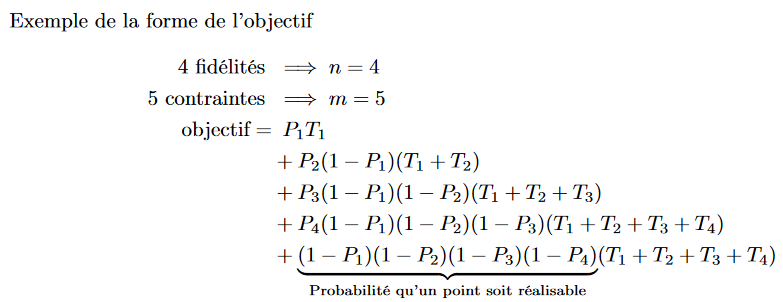 Exemple de la forme de l'objectif
4 fidélités ⟹ n = 4
5 contraintes ⟹ m = 5
objectif = P₁T₁
+ P₂(1 − P₁)(T₁ + T₂)
+ P₃(1 − P₁)(1 − P₂)(T₁ + T₂ + T₃)
+ P₄(1 − P₁)(1 − P₂)(1 − P₃)(T₁ + T₂ + T₃ + T₄)
+ (1 − P₁)(1 − P₂)(1 − P₃)(1 − P₄)(T₁ + T₂ + T₃ + T₄)
Probabilité qu'un point soit réalisable